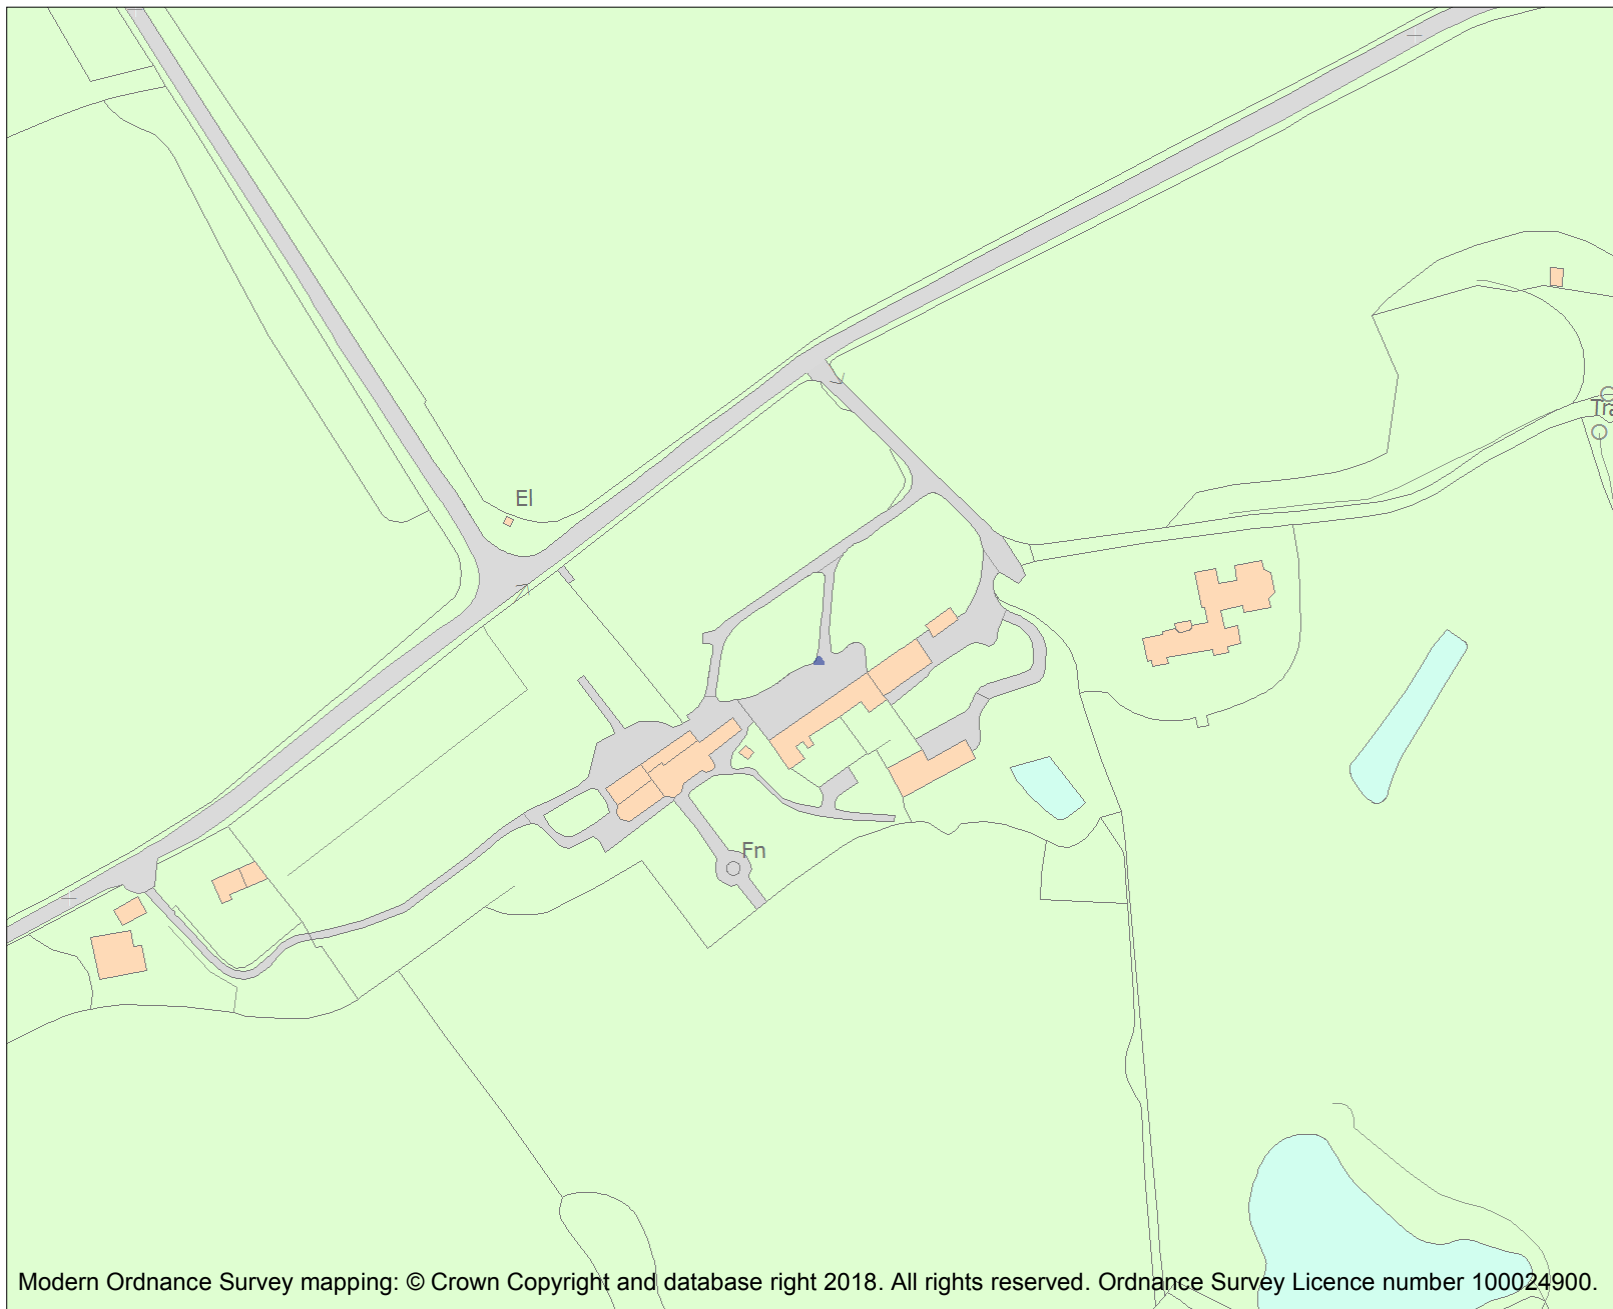 Tra
El
Fn
Modern Ordnance Survey mapping: © Crown Copyright and database right 2018. All rights reserved. Ordnance Survey Licence number 100024900.